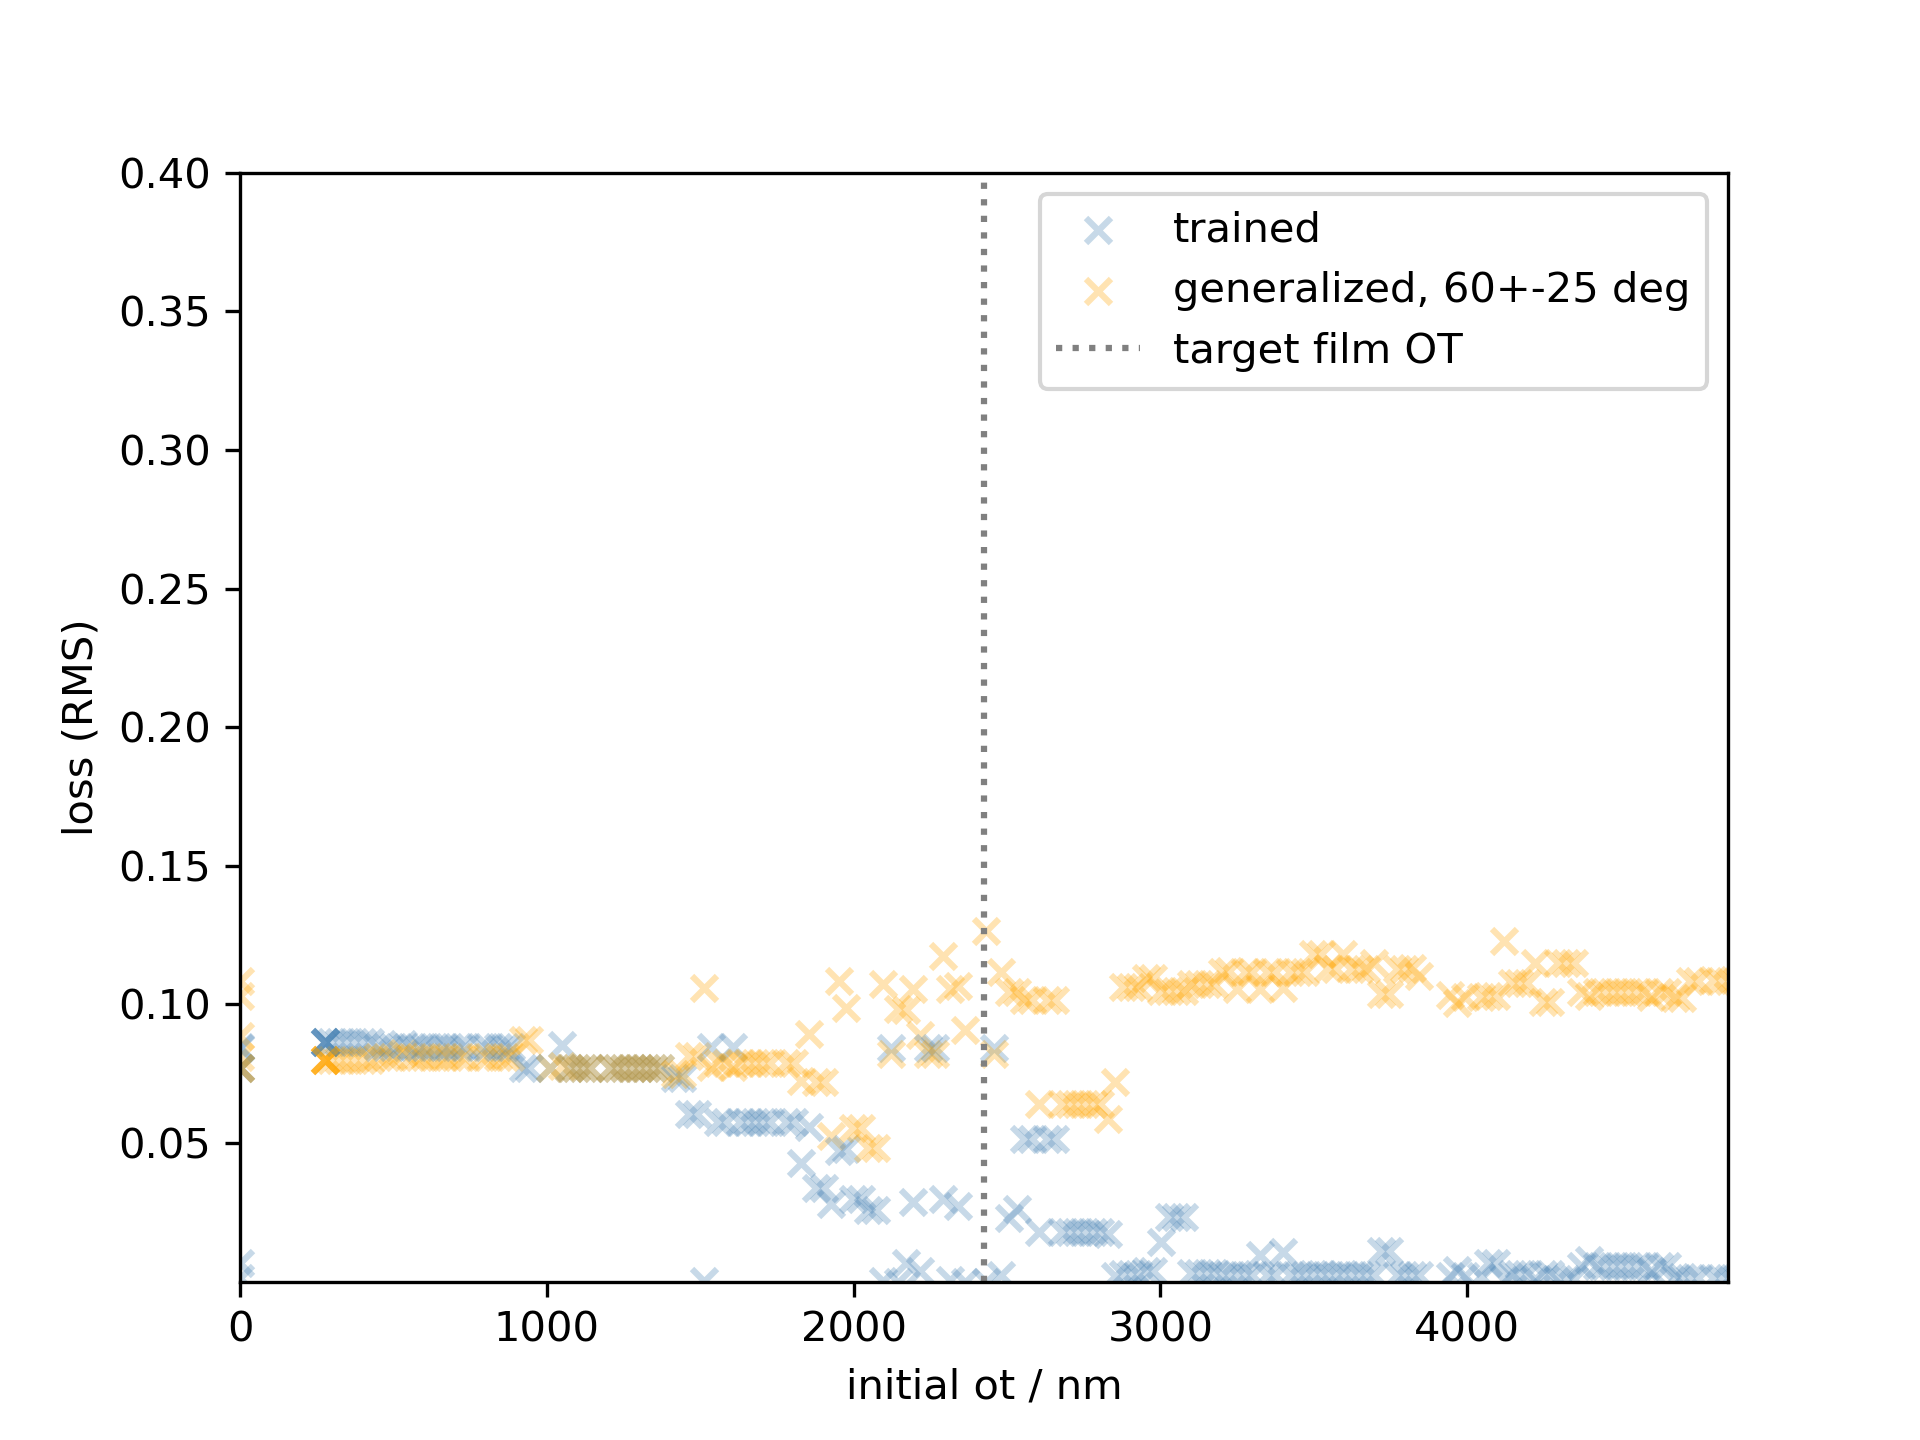 0.40
0.35
0.30
0.25
0.20
0.15
0.10
0.05
loss (RMS)
trained
generalized, 60+-25 deg
target film OT
0 1000 2000 3000 4000
initial ot / nm